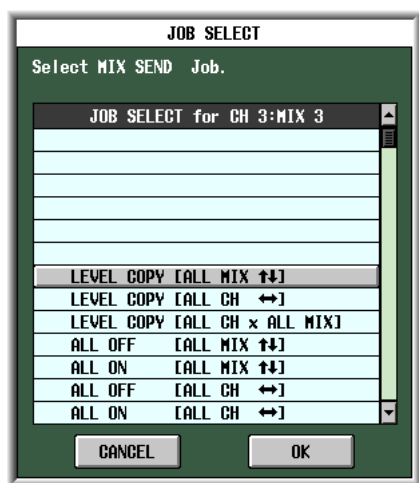 JOB SELECT
Select MIX SEND Job.
JOB SELECT for CH 3:MIX 3
LEVEL COPY [ALL MIX ⬆⬇]
LEVEL COPY [ALL CH ↔]
LEVEL COPY [ALL CH x ALL MIX]
ALL OFF [ALL MIX ⬆⬇]
ALL ON [ALL MIX ⬆⬇]
ALL OFF [ALL CH ↔]
ALL ON [ALL CH ↔]
CANCEL OK